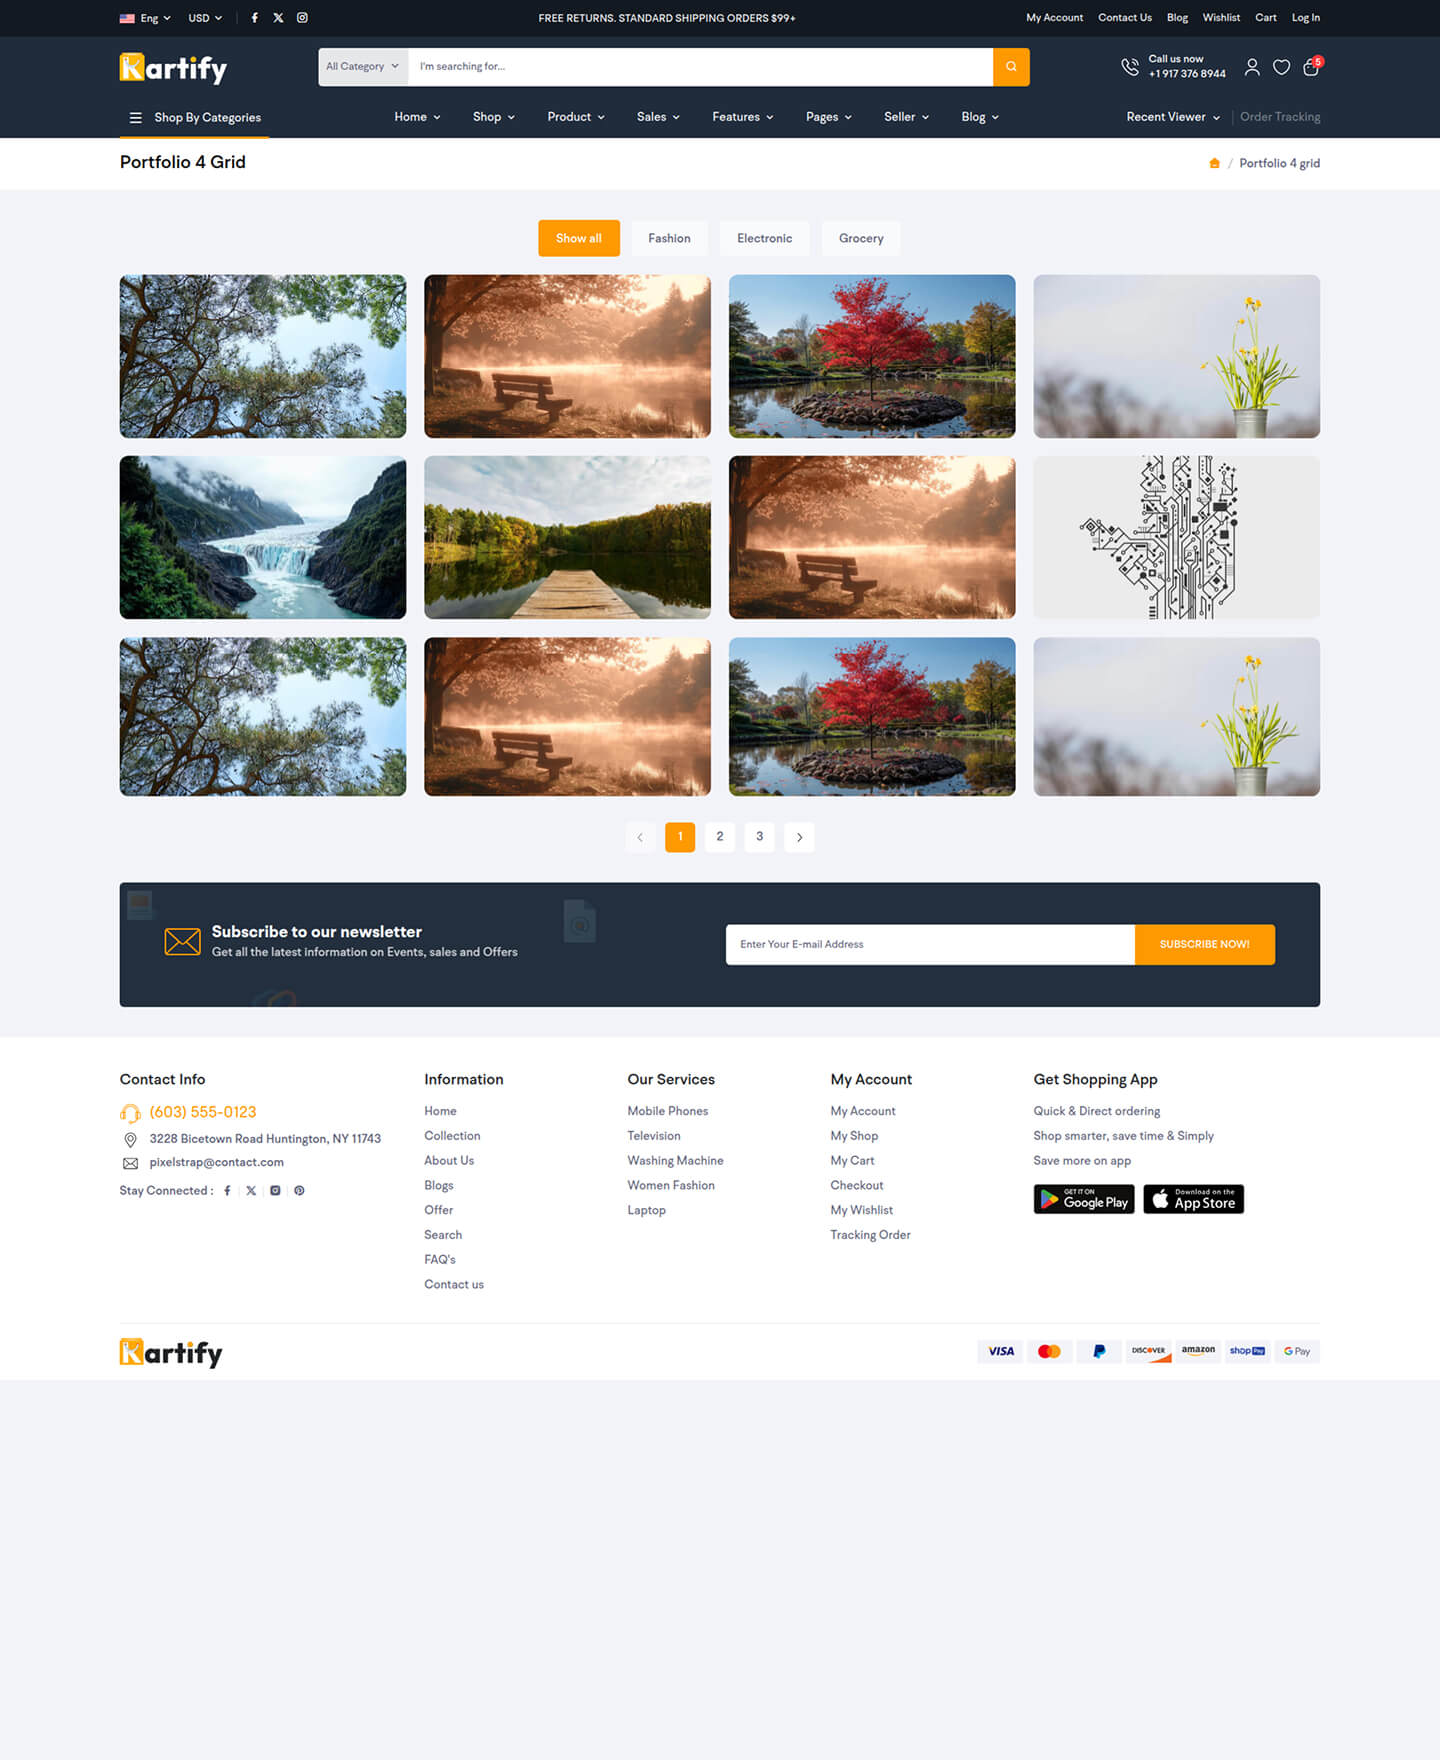 Eng USD FREE RETURNS. STANDARD SHIPPING ORDERS $99+ My Account Contact Us Blog Wishlist Cart Log In
Kartify All Category I'm searching for... Call us now
+1 917 376 8944 5
Shop By Categories Home Shop Product Sales Features Pages Seller Blog Recent Viewer Order Tracking
Portfolio 4 Grid / Portfolio 4 grid
Show all Fashion Electronic Grocery
1 2 3
Subscribe to our newsletter
Get all the latest information on Events, sales and Offers
Enter Your E-mail Address SUBSCRIBE NOW!
Contact Info
(603) 555-0123
3228 Bicetown Road Huntington, NY 11743
pixelstrap@contact.com
Stay Connected :
Information
Home
Collection
About Us
Blogs
Offer
Search
FAQ's
Contact us
Our Services
Mobile Phones
Television
Washing Machine
Women Fashion
Laptop
My Account
My Account
My Shop
My Cart
Checkout
My Wishlist
Tracking Order
Get Shopping App
Quick & Direct ordering
Shop smarter, save time & Simply
Save more on app
GET IT ON
Google Play
Download on the
App Store
Kartify VISA DISCOVER amazon shop Pay G Pay